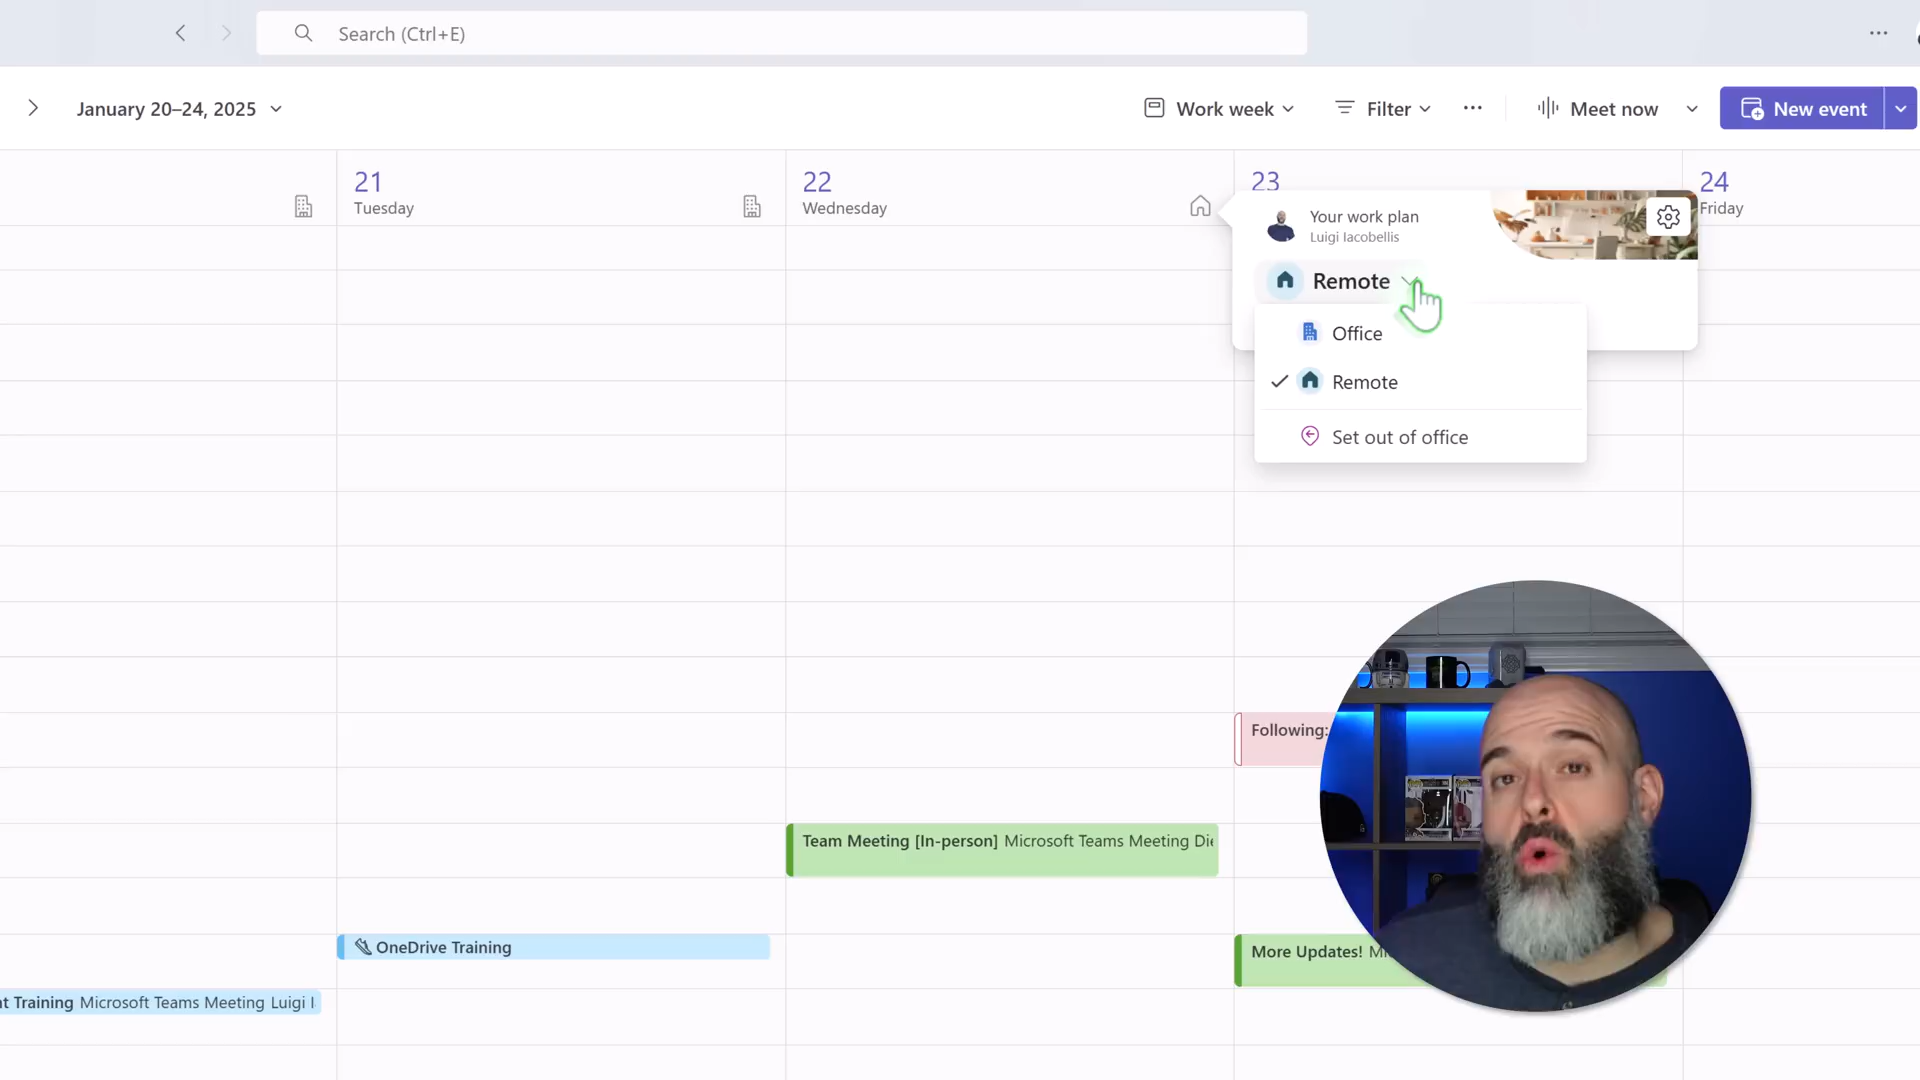 Search (Ctrl+E)
January 20–24, 2025
Work week
Filter
Meet now
New event
21
Tuesday
22
Wednesday
23
24
Friday
Your work plan
Luigi Iacobellis
Remote
Office
Remote
Set out of office
Following:
Team Meeting [In-person] Microsoft Teams Meeting Die
OneDrive Training
More Updates!
nt Training Microsoft Teams Meeting Luigi I